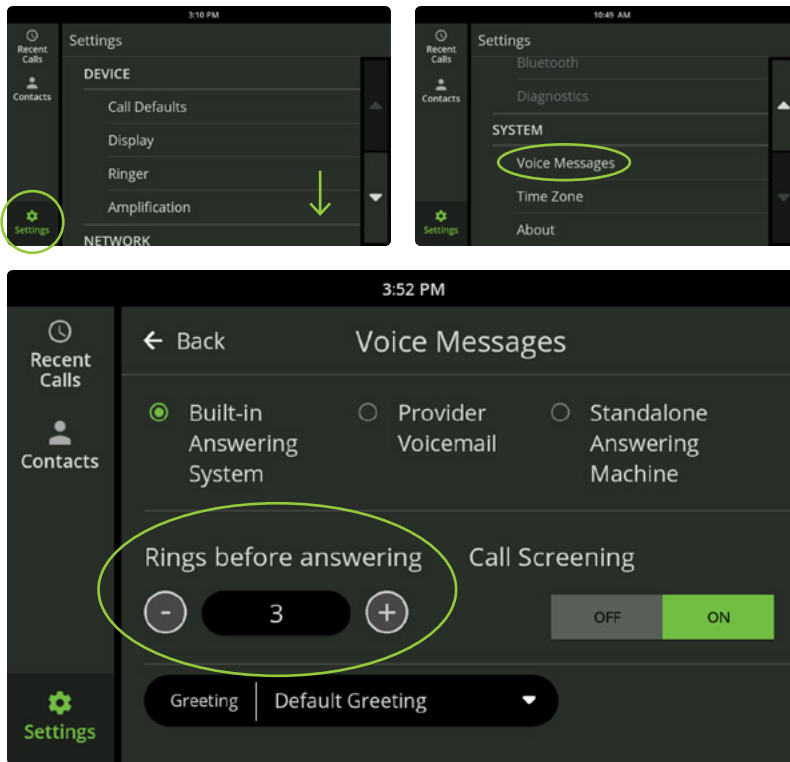 3:10 PM
Recent
Calls
Settings
DEVICE
Contacts
Call Defaults
Display
Ringer
Amplification
Settings
NETWORK
10:49 AM
Recent
Calls
Settings
Bluetooth
Contacts
Diagnostics
SYSTEM
Voice Messages
Time Zone
Settings
About
3:52 PM
Recent
Calls
← Back
Voice Messages
Contacts
Built-in
Answering
System
Provider
Voicemail
Standalone
Answering
Machine
Rings before answering
Call Screening
-
3
+
OFF
ON
Greeting
Default Greeting
Settings